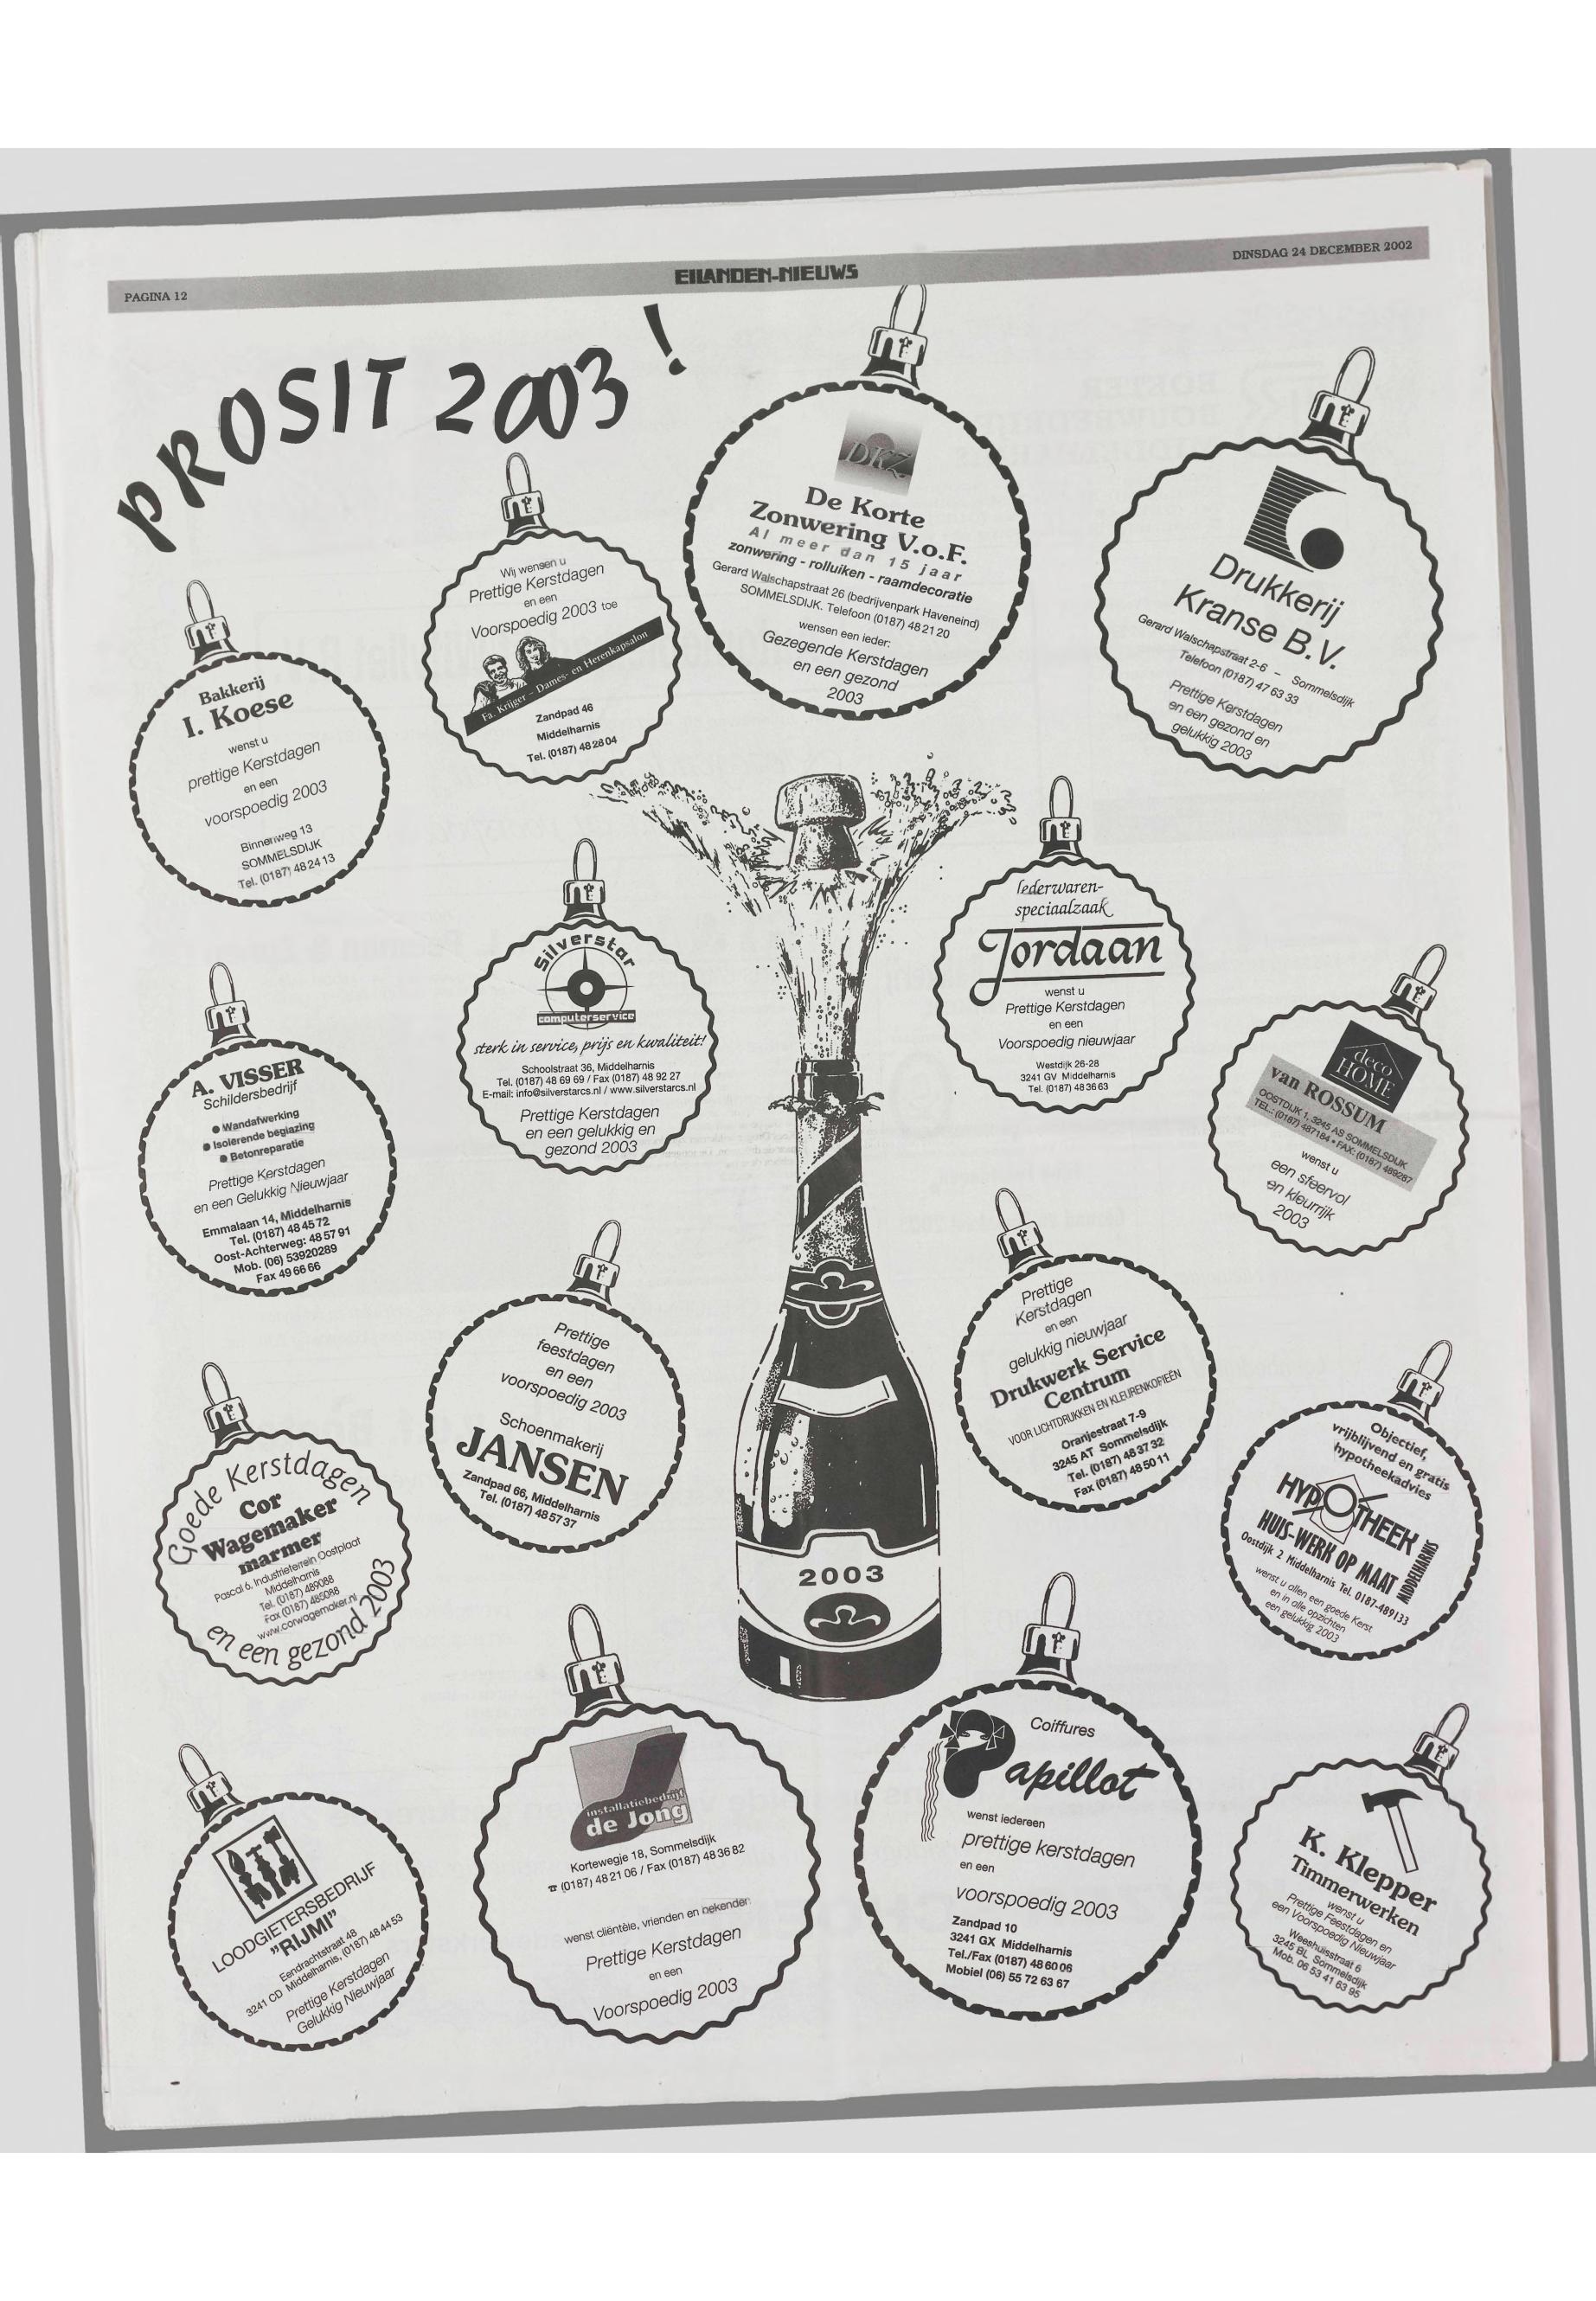 PAGINA 12
EILANDEN-NIEUWS
DINSDAG 24 DECEMBER 2002
PROSIT 2003!
Bakkerij
I. Koese
wenst u
prettige Kerstdagen
en een
voorspoedig 2003
Binnenweg 13
SOMMELSDIJK
Tel. (0187) 48 24 13
Wij wensen u
Prettige Kerstdagen
en een
Voorspoedig 2003 toe
Fa. Krijger – Dames- en Herenkapsalon
Zandpad 46
Middelharnis
Tel. (0187) 48 28 04
DKZ
De Korte
Zonwering V.o.F.
Al meer dan 15 jaar
zonwering - rolluiken - raamdecoratie
Gerard Walschapstraat 26 (bedrijvenpark Haveneind)
SOMMELSDIJK. Telefoon (0187) 48 21 20
wensen een ieder:
Gezegende Kerstdagen
en een gezond
2003
Drukkerij
Kranse B.V.
Gerard Walschapstraat 2-6 – Sommelsdijk
Telefoon (0187) 47 63 33
Prettige Kerstdagen
en een gezond en
gelukkig 2003
A. VISSER
Schildersbedrijf
● Wandafwerking
● Isolerende beglazing
● Betonreparatie
Prettige Kerstdagen
en een Gelukkig Nieuwjaar
Emmalaan 14, Middelharnis
Tel. (0187) 48 45 72
Oost-Achterweg: 48 57 91
Mob. (06) 53920289
Fax 49 66 66
Silverstar
computerservice
sterk in service, prijs en kwaliteit!
Schoolstraat 36, Middelharnis
Tel. (0187) 48 69 69 / Fax (0187) 48 92 27
E-mail: info@silverstarcs.nl / www.silverstarcs.nl
Prettige Kerstdagen
en een gelukkig en
gezond 2003
lederwaren-
speciaalzaak
Jordaan
wenst u
Prettige Kerstdagen
en een
Voorspoedig nieuwjaar
Westdijk 26-28
3241 GV Middelharnis
Tel. (0187) 48 36 63
deco
HOME
van ROSSUM
OOSTDIJK 1, 3245 AS SOMMELSDIJK
TEL.: (0187) 487184 • FAX: (0187) 489287
wenst u
een sfeervol
en kleurrijk
2003
Goede Kerstdagen
Cor
Wagemaker
marmer
Pascal 6, Industrieterrein Oostplaat
Middelharnis
Tel. (0187) 489088
Fax (0187) 485088
www.corwagemaker.nl
en een gezond 2003
Prettige
feestdagen
en een
voorspoedig 2003
Schoenmakerij
JANSEN
Zandpad 66, Middelharnis
Tel. (0187) 48 57 37
2003
Prettige
Kerstdagen
en een
gelukkig nieuwjaar
Drukwerk Service
Centrum
VOOR LICHTDRUKKEN EN KLEURENKOPIEËN
Oranjestraat 7-9
3245 AT Sommelsdijk
Tel. (0187) 48 37 32
Fax (0187) 48 50 11
Objectief,
vrijblijvend en gratis
hypotheekadvies
HYPOTHEEK
HUIS-WERK OP MAAT
MIDDELHARNIS
Oostdijk 2 Middelharnis Tel. 0187-489133
wenst u allen een goede Kerst
en in alle opzichten
een gelukkig 2003
LOODGIETERSBEDRIJF
"RIJMI"
Eendrachtstraat 48
3241 CD Middelharnis, (0187) 48 44 53
Prettige Kerstdagen
Gelukkig Nieuwjaar
installatiebedrijf
de Jong
Kortewegje 18, Sommelsdijk
☎ (0187) 48 21 06 / Fax (0187) 48 36 82
wenst cliëntèle, vrienden en bekenden:
Prettige Kerstdagen
en een
Voorspoedig 2003
Coiffures
Papillot
wenst iedereen
prettige kerstdagen
en een
voorspoedig 2003
Zandpad 10
3241 GX Middelharnis
Tel./Fax (0187) 48 60 06
Mobiel (06) 55 72 63 67
K. Klepper
Timmerwerken
wenst u
Prettige Feestdagen en
een Voorspoedig Nieuwjaar
Weeshuisstraat 6
3245 BL Sommelsdijk
Mob. 06 53 41 63 95